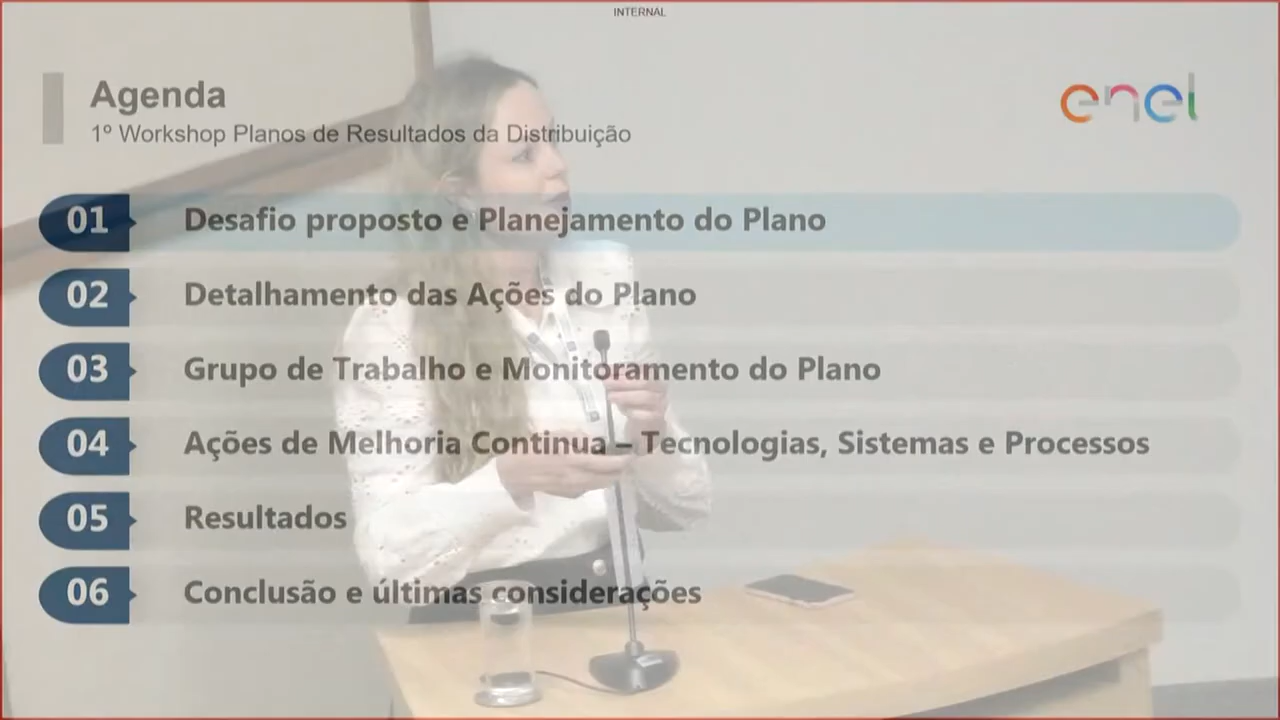 INTERNAL
Agenda
1º Workshop Planos de Resultados da Distribuição
enel
01 Desafio proposto e Planejamento do Plano
02 Detalhamento das Ações do Plano
03 Grupo de Trabalho e Monitoramento do Plano
04 Ações de Melhoria Continua – Tecnologias, Sistemas e Processos
05 Resultados
06 Conclusão e últimas considerações